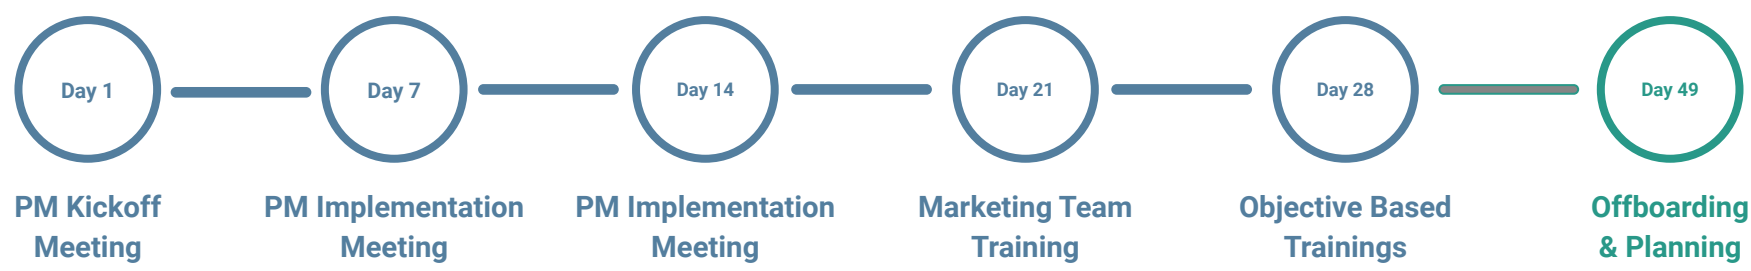 Day 1
Day 7
Day 14
Day 21
Day 28
Day 49
PM Kickoff
Meeting
PM Implementation
Meeting
PM Implementation
Meeting
Marketing Team
Training
Objective Based
Trainings
Offboarding
& Planning